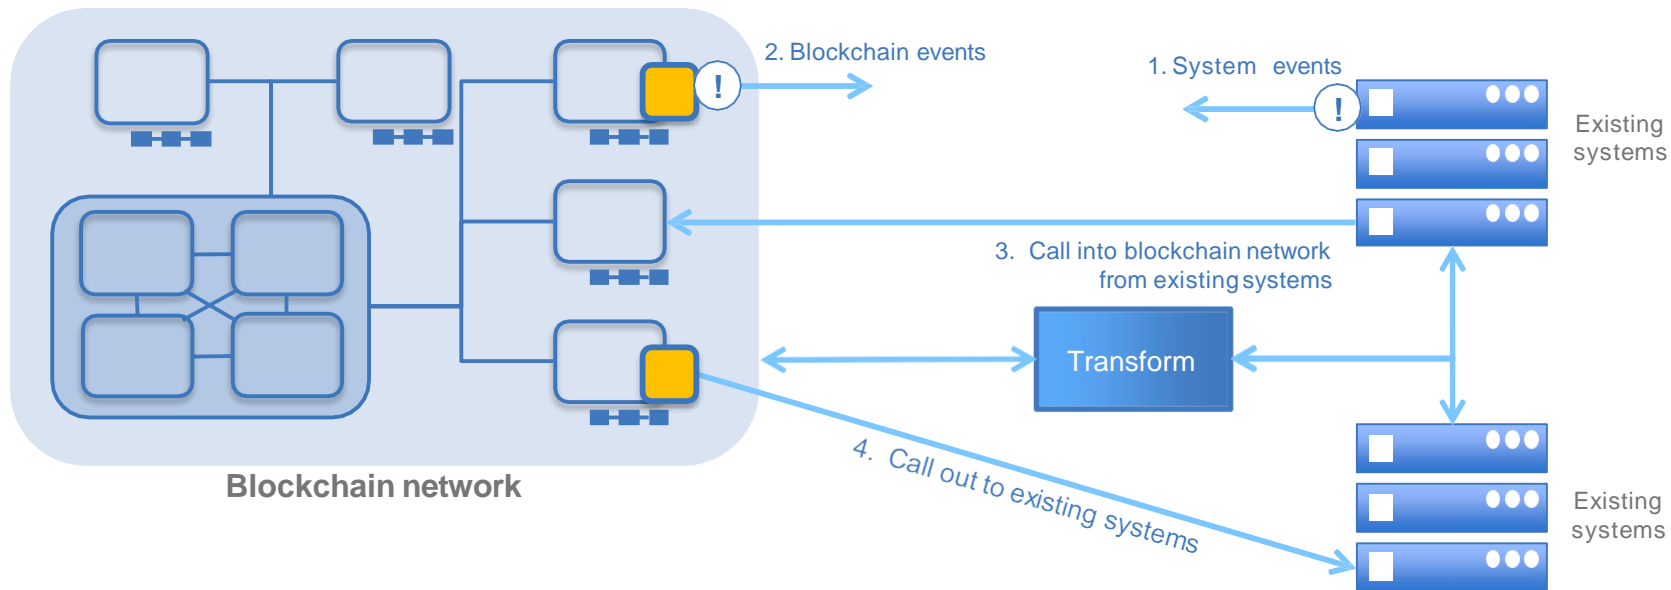 2. Blockchain events
1. System events
!
!
Existing
systems
3. Call into blockchain network
from existing systems
Transform
4. Call out to existing systems
Blockchain network
Existing
systems